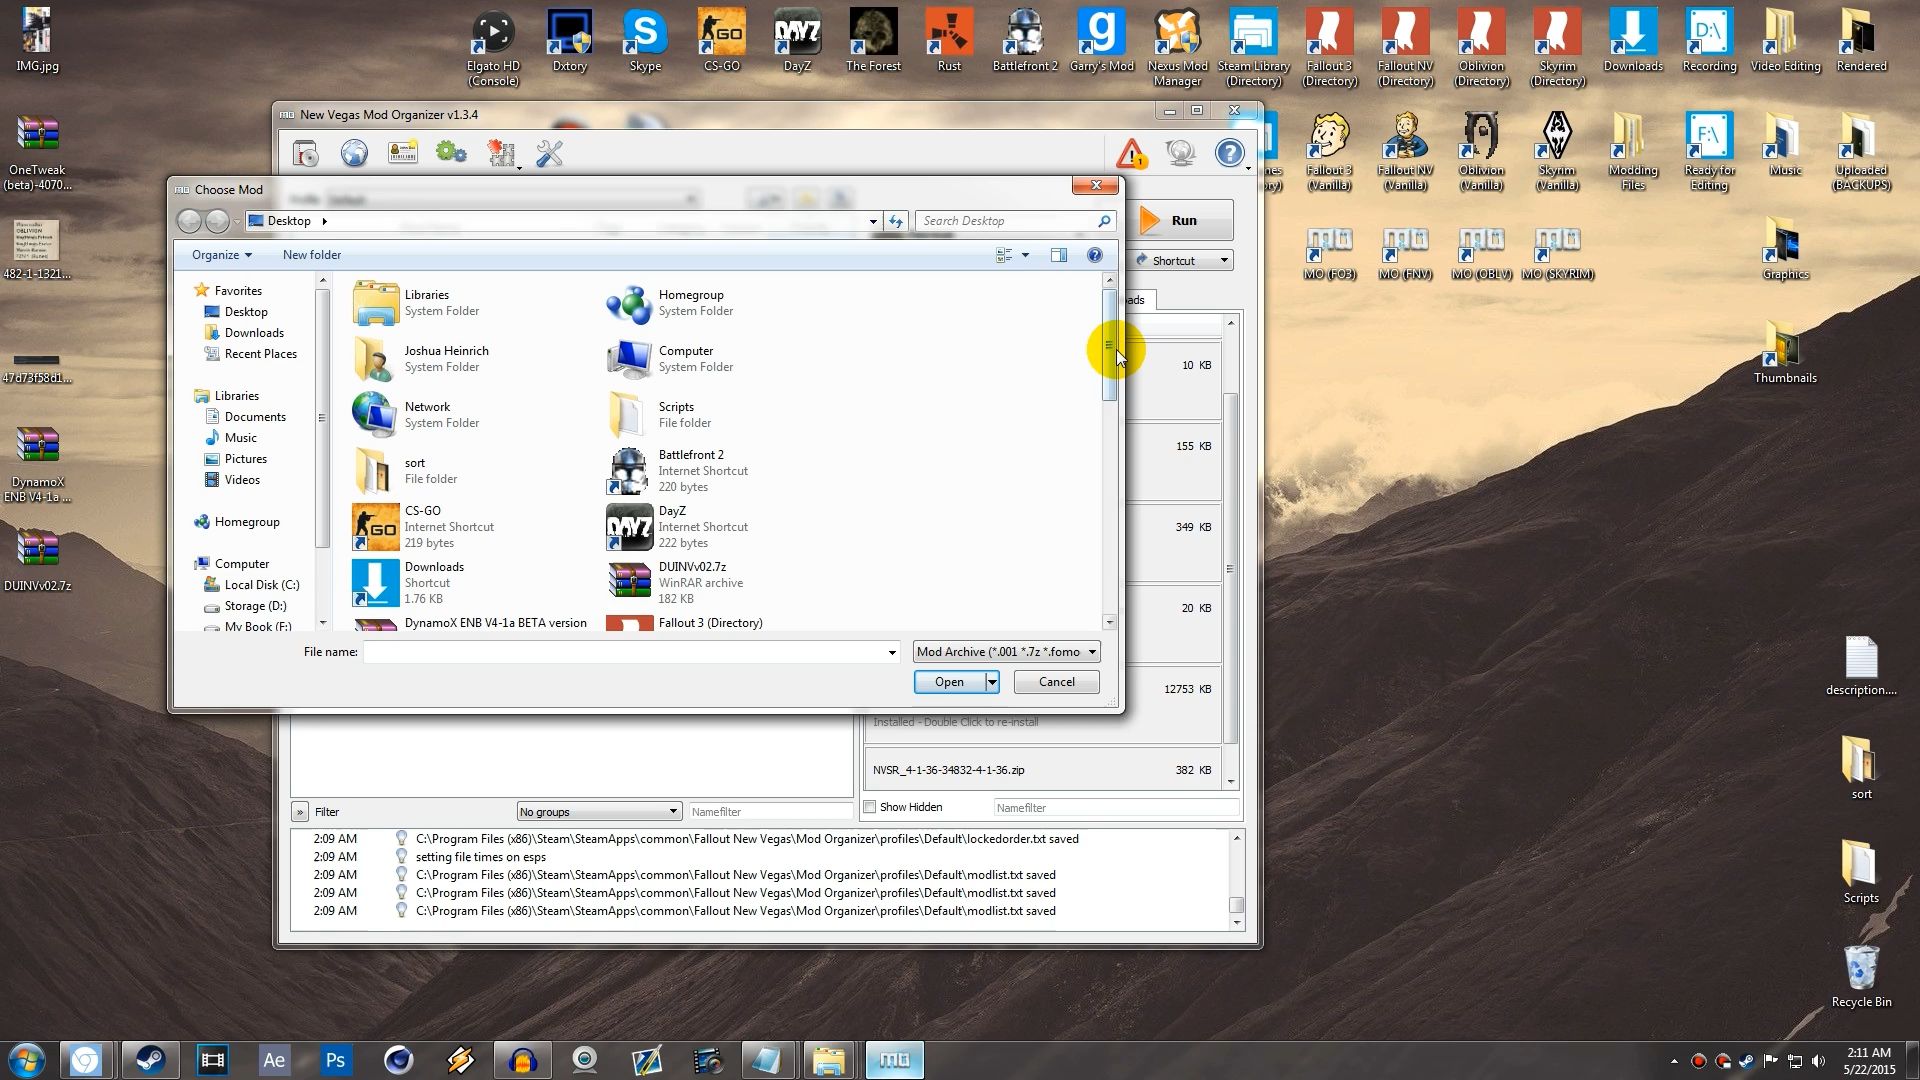 IMG.jpg
Elgato HD
(Console)
Dxtory
Skype
CS-GO
DayZ
The Forest
Rust
Battlefront 2
Garry's Mod
Nexus Mod
Manager
Steam Library
(Directory)
Fallout 3
(Directory)
Fallout NV
(Directory)
Oblivion
(Directory)
Skyrim
(Directory)
Downloads
Recording
Video Editing
Rendered
OneTweak
(beta)-4070...
482-1-1321...
47d73f58d1...
DynamoX
ENB V4-1a ...
DUINVv02.7z
Fallout 3
(Vanilla)
Fallout NV
(Vanilla)
Oblivion
(Vanilla)
Skyrim
(Vanilla)
Modding
Files
Ready for
Editing
Music
Uploaded
(BACKUPS)
MO (FO3)
MO (FNV)
MO (OBLV)
MO (SKYRIM)
Graphics
Thumbnails
description....
sort
Scripts
Recycle Bin
New Vegas Mod Organizer v1.3.4
Choose Mod
Desktop
Search Desktop
Run
Shortcut
Organize
New folder
Favorites
Desktop
Downloads
Recent Places
Libraries
Documents
Music
Pictures
Videos
Homegroup
Computer
Local Disk (C:)
Storage (D:)
My Book (F:)
Libraries
System Folder
Homegroup
System Folder
Joshua Heinrich
System Folder
Computer
System Folder
Network
System Folder
Scripts
File folder
sort
File folder
Battlefront 2
Internet Shortcut
220 bytes
CS-GO
Internet Shortcut
219 bytes
DayZ
Internet Shortcut
222 bytes
Downloads
Shortcut
1.76 KB
DUINVv02.7z
WinRAR archive
182 KB
DynamoX ENB V4-1a BETA version
Fallout 3 (Directory)
File name:
Mod Archive (*.001 *.7z *.fomo
Open
Cancel
oads
10 KB
155 KB
349 KB
20 KB
12753 KB
Installed - Double Click to re-install
NVSR_4-1-36-34832-4-1-36.zip
382 KB
» Filter
No groups
Namefilter
Show Hidden
Namefilter
2:09 AM C:\Program Files (x86)\Steam\SteamApps\common\Fallout New Vegas\Mod Organizer\profiles\Default\lockedorder.txt saved
2:09 AM setting file times on esps
2:09 AM C:\Program Files (x86)\Steam\SteamApps\common\Fallout New Vegas\Mod Organizer\profiles\Default\modlist.txt saved
2:09 AM C:\Program Files (x86)\Steam\SteamApps\common\Fallout New Vegas\Mod Organizer\profiles\Default\modlist.txt saved
2:09 AM C:\Program Files (x86)\Steam\SteamApps\common\Fallout New Vegas\Mod Organizer\profiles\Default\modlist.txt saved
Ae
Ps
2:11 AM
5/22/2015